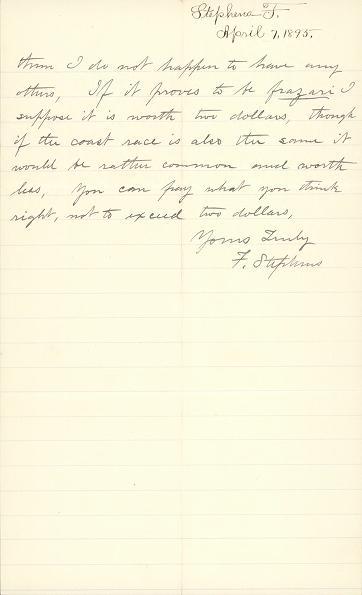 Stephens F.
April 7, 1895.
them I do not happen to have any
others, If it proves to be frazari I
suppose it is worth two dollars, though
if the coast race is also the same it
would be rather common and worth
less, You can pay what you think
right, not to exceed two dollars,
Yours Truly
F. Stephens